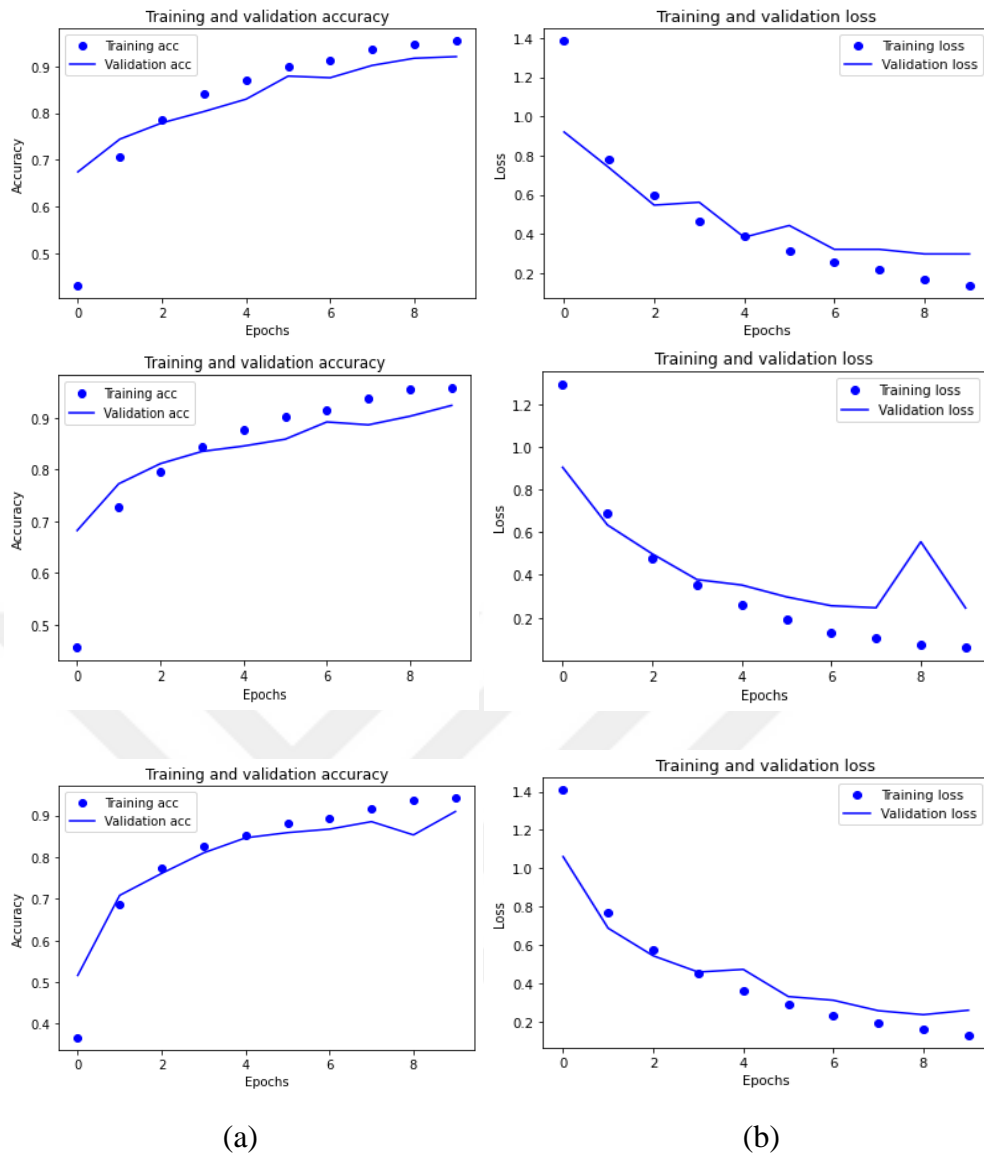 Training and validation accuracy
Training acc
Validation acc
0.9
0.8
0.7
0.6
0.5
Accuracy
0
2
4
6
8
Epochs
Training and validation loss
Training loss
Validation loss
1.4
1.2
1.0
0.8
0.6
0.4
0.2
Loss
0
2
4
6
8
Epochs
Training and validation accuracy
Training acc
Validation acc
0.9
0.8
0.7
0.6
0.5
Accuracy
0
2
4
6
8
Epochs
Training and validation loss
Training loss
Validation loss
1.2
1.0
0.8
0.6
0.4
0.2
Loss
0
2
4
6
8
Epochs
Training and validation accuracy
Training acc
Validation acc
0.9
0.8
0.7
0.6
0.5
0.4
Accuracy
0
2
4
6
8
Epochs
Training and validation loss
Training loss
Validation loss
1.4
1.2
1.0
0.8
0.6
0.4
0.2
Loss
0
2
4
6
8
Epochs
(a)
(b)